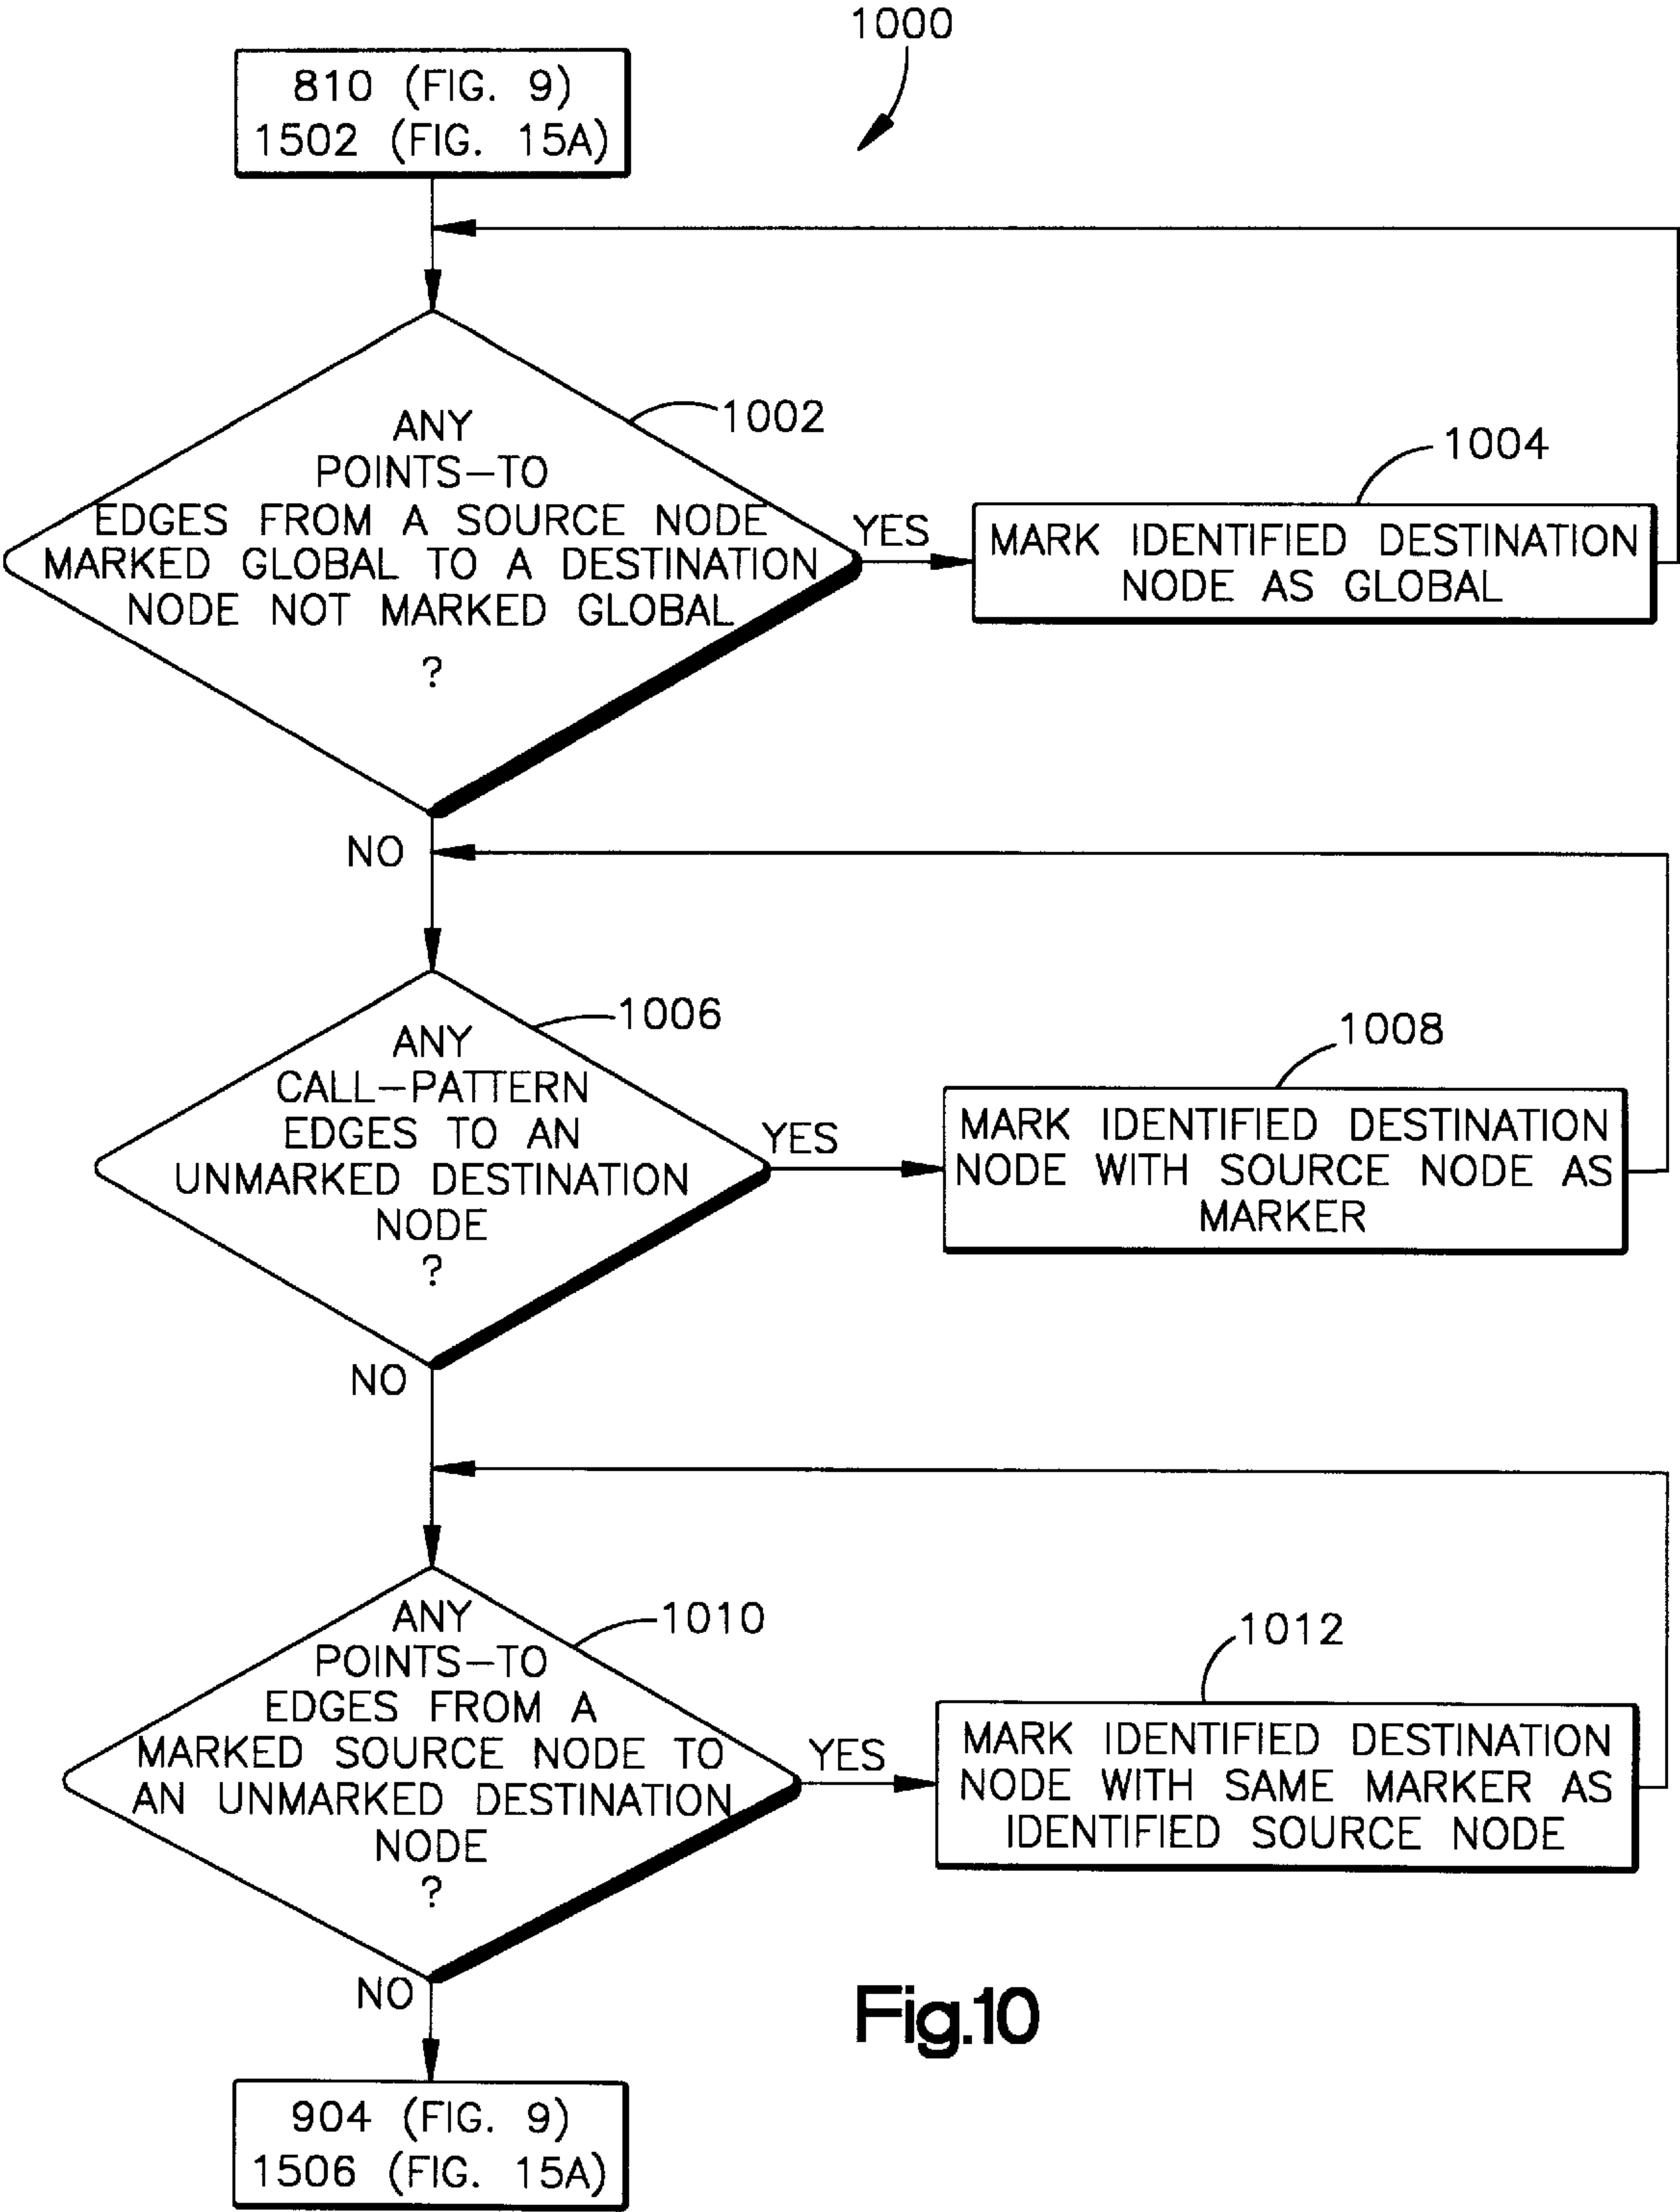 1000
810 (FIG. 9)
1502 (FIG. 15A)
1002
ANY
POINTS-TO
EDGES FROM A SOURCE NODE
MARKED GLOBAL TO A DESTINATION
NODE NOT MARKED GLOBAL
?
YES
1004
MARK IDENTIFIED DESTINATION
NODE AS GLOBAL
NO
1006
ANY
CALL-PATTERN
EDGES TO AN
UNMARKED DESTINATION
NODE
?
YES
1008
MARK IDENTIFIED DESTINATION
NODE WITH SOURCE NODE AS
MARKER
NO
1010
ANY
POINTS-TO
EDGES FROM A
MARKED SOURCE NODE TO
AN UNMARKED DESTINATION
NODE
?
YES
1012
MARK IDENTIFIED DESTINATION
NODE WITH SAME MARKER AS
IDENTIFIED SOURCE NODE
NO
904 (FIG. 9)
1506 (FIG. 15A)
Fig.10